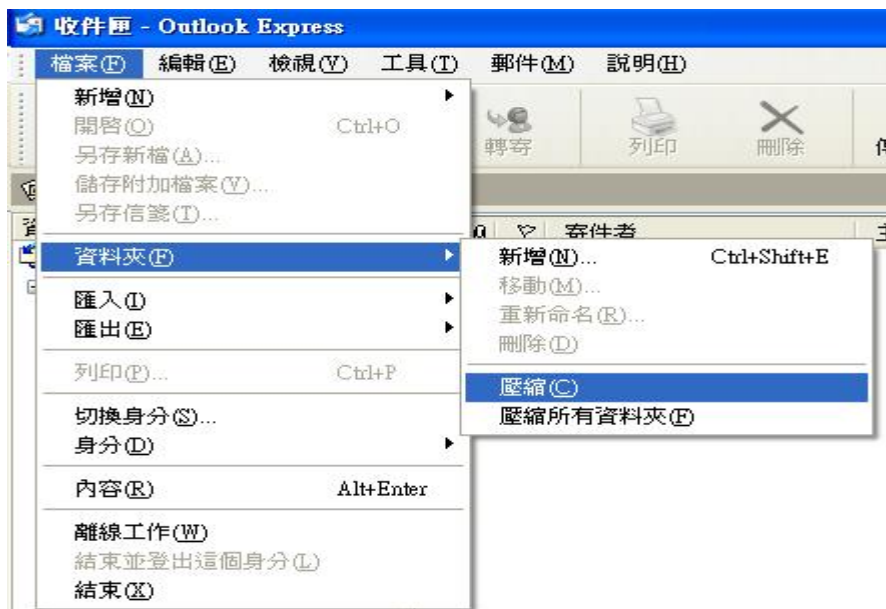 收件匣 - Outlook Express
檔案(F) 編輯(E) 檢視(V) 工具(T) 郵件(M) 說明(H)
轉寄 列印 刪除
新增(N)
開啓(O) Ctrl+O
另存新檔(A)...
儲存附加檔案(V)...
另存信箋(T)...
寄件者
資料夾(F)
匯入(I)
匯出(E)
列印(P)... Ctrl+P
切換身分(S)...
身分(D)
內容(R) Alt+Enter
離線工作(W)
結束並登出這個身分(L)
結束(X)
新增(N)... Ctrl+Shift+E
移動(M)...
重新命名(R)...
刪除(D)
壓縮(C)
壓縮所有資料夾(F)